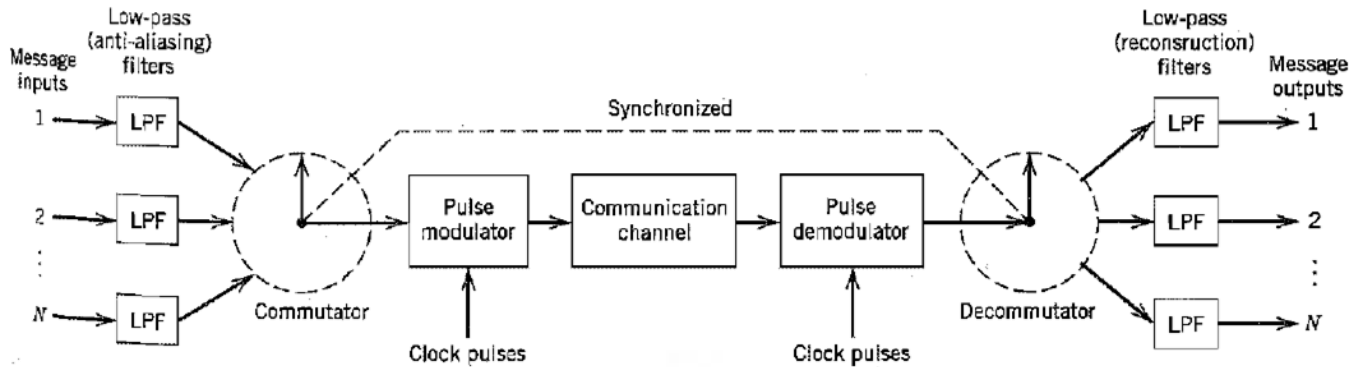 Low-pass
(anti-aliasing)
filters
Message
inputs
1
LPF
2
LPF
⋮
N
LPF
Commutator
Synchronized
Pulse
modulator
Clock pulses
Communication
channel
Pulse
demodulator
Clock pulses
Decommutator
Low-pass
(reconsruction)
filters
Message
outputs
LPF
1
LPF
2
⋮
LPF
N